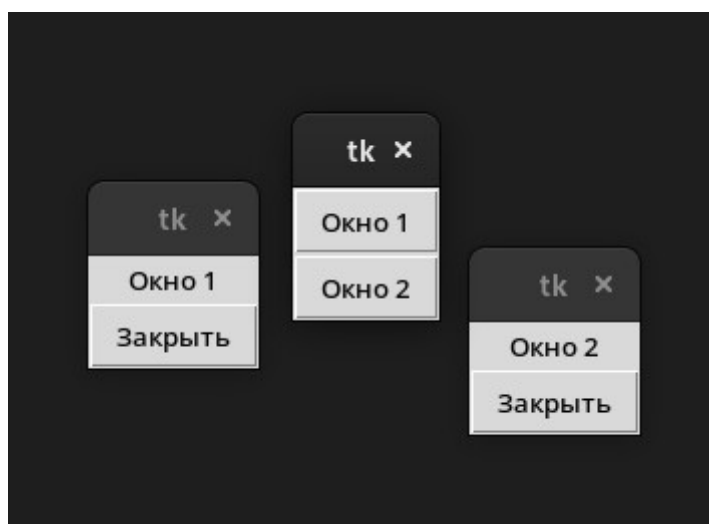 tk ×
Окно 1
Закрыть
tk ×
Окно 1
Окно 2
tk ×
Окно 2
Закрыть